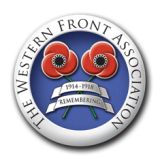 THE WESTERN FRONT ASSOCIATION
1914-1918
REMEMBERING